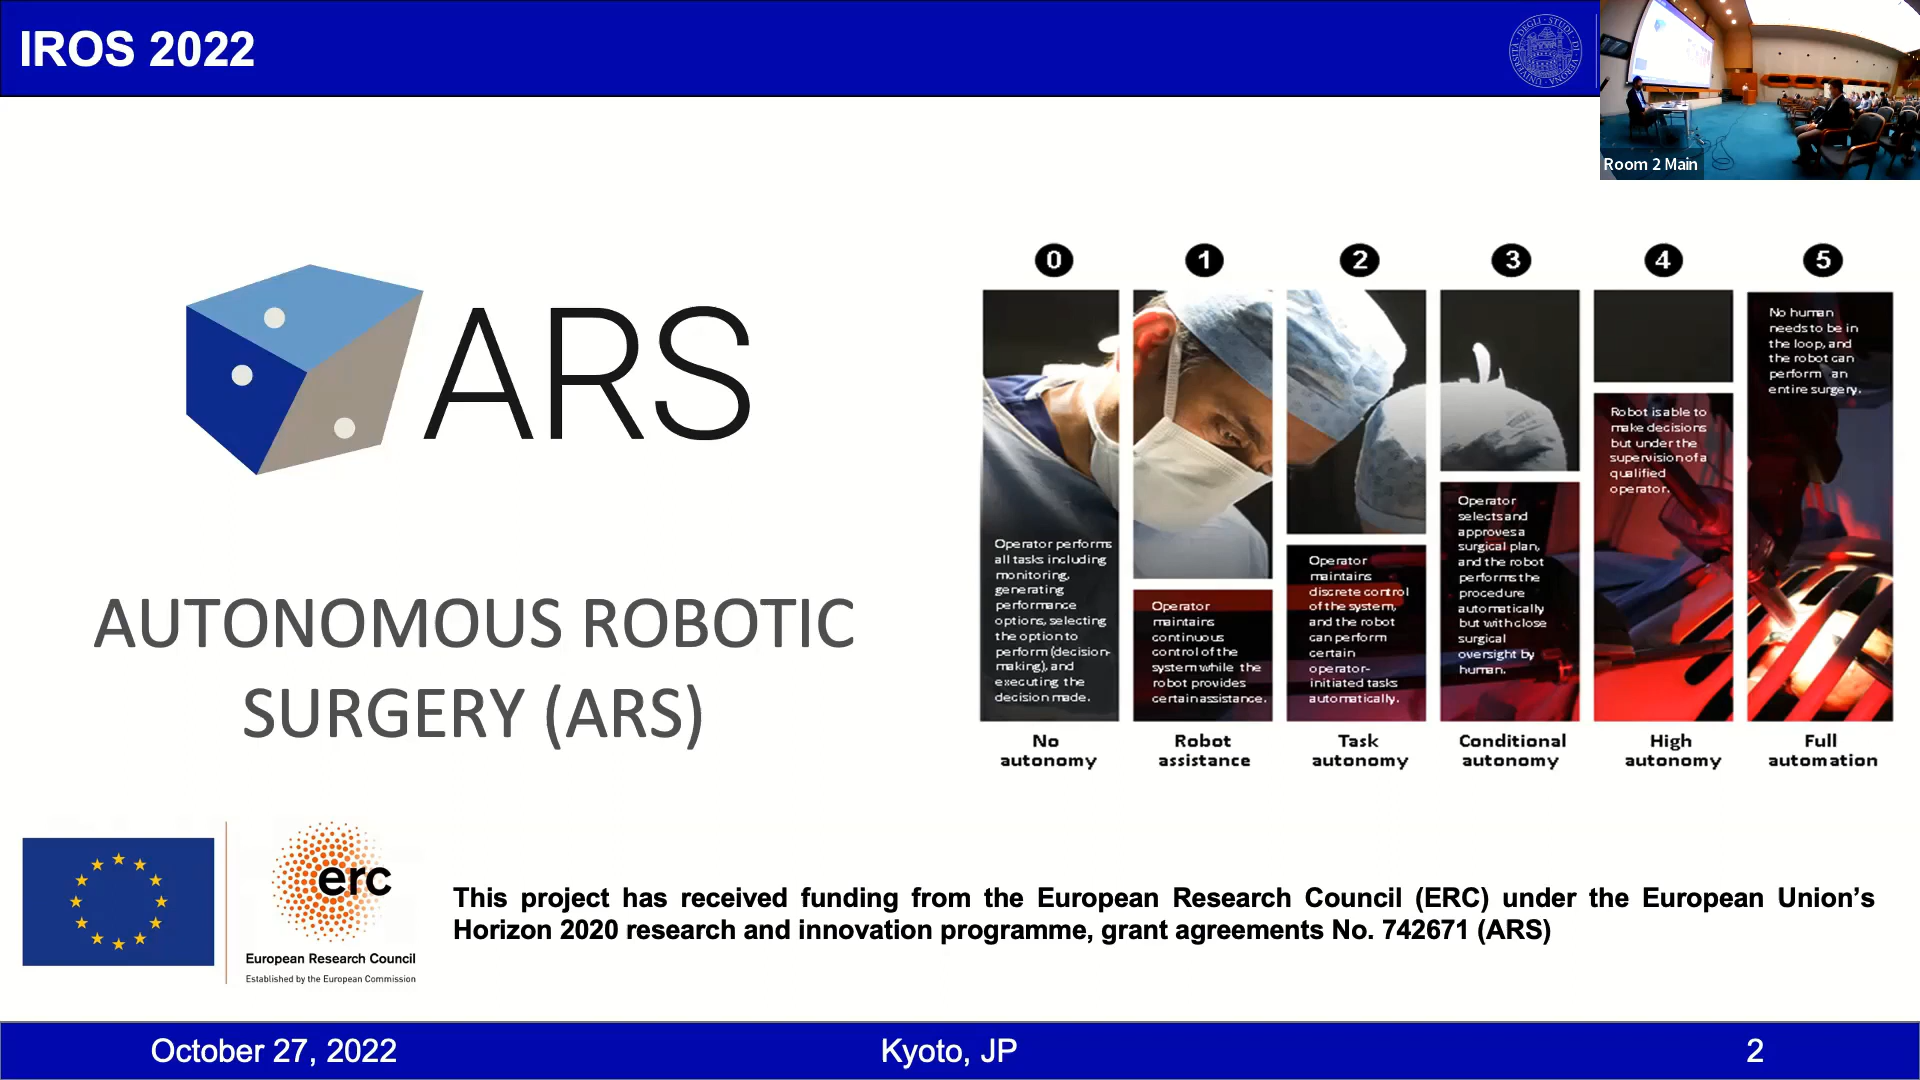 IROS 2022
UNIVERSITA DEGLI STUDI DI VERONA
Room 2 Main
ARS
AUTONOMOUS ROBOTIC
SURGERY (ARS)
0
Operator performs
all tasks including
monitoring,
generating
performance
options, selecting
the option to
perform (decision-
making), and
executing the
decision made.
No
autonomy
1
Operator
maintains
continuous
control of the
system while the
robot provides
certain assistance.
Robot
assistance
2
Operator
maintains
discrete control
of the system,
and the robot
can perform
certain
operator-
initiated tasks
automatically.
Task
autonomy
3
Operator
selects and
approves a
surgical plan,
and the robot
performs the
procedure
automatically
but with close
surgical
oversight by
human.
Conditional
autonomy
4
Robot is able to
make decisions
but under the
supervision of a
qualified
operator.
High
autonomy
5
No human
needs to be in
the loop, and
the robot can
perform an
entire surgery.
Full
automation
erc
European Research Council
Established by the European Commission
This project has received funding from the European Research Council (ERC) under the European Union's
Horizon 2020 research and innovation programme, grant agreements No. 742671 (ARS)
October 27, 2022
Kyoto, JP
2